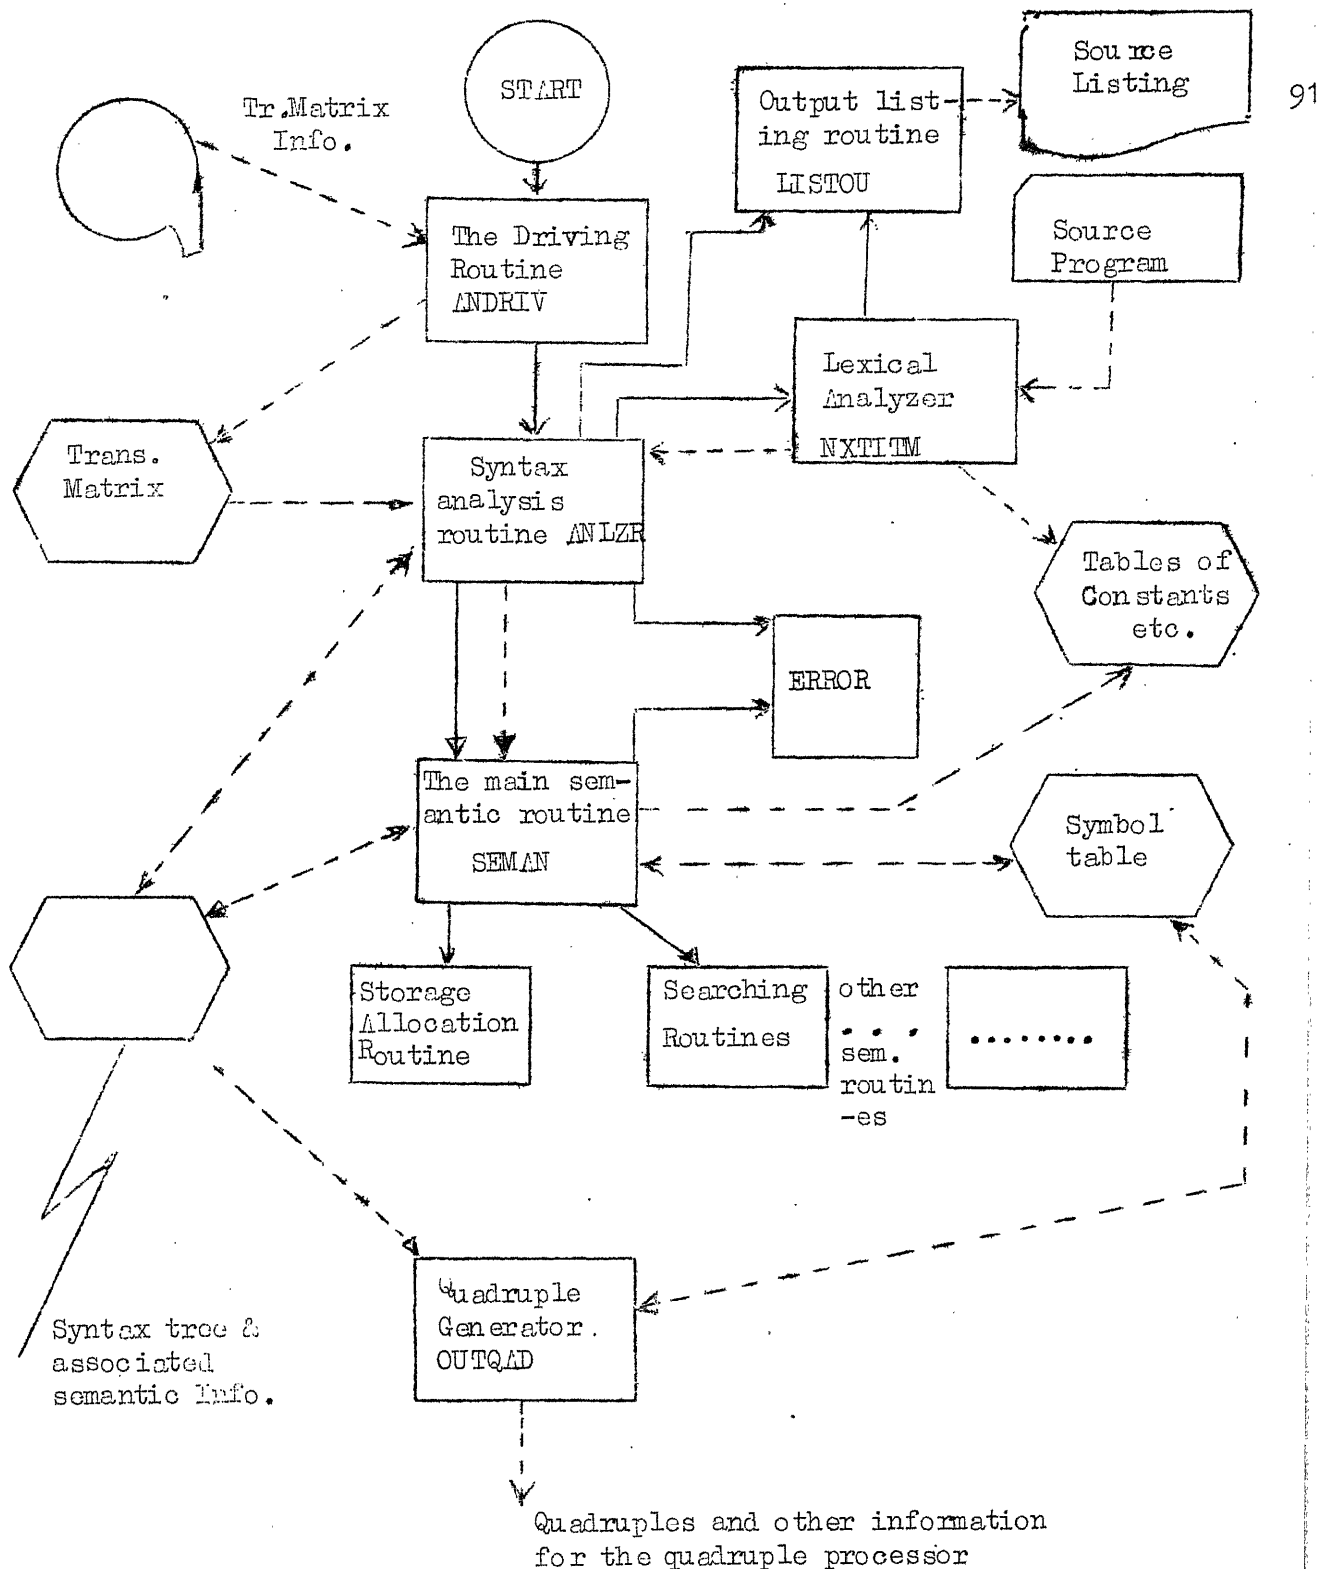 91
START
Tr.Matrix
Info.
Output list-
ing routine
LISTOU
Source
Listing
Source
Program
The Driving
Routine
ANDRIV
Lexical
Analyzer
NXTITM
Trans.
Matrix
Syntax
analysis
routine ANLZR
Tables of
Constants
etc.
ERROR
The main sem-
antic routine
SEMAN
Symbol
table
Storage
Allocation
Routine
Searching
Routines
other
. . .
sem.
routin
-es
........
Syntax tree &
associated
semantic Info.
Quadruple
Generator.
OUTQAD
Quadruples and other information
for the quadruple processor